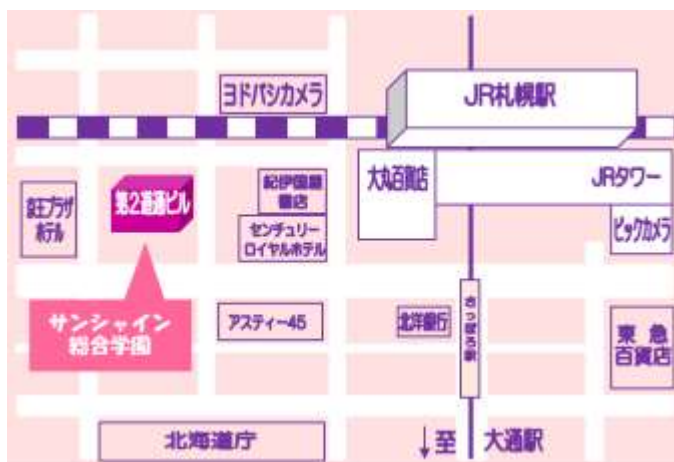 ヨドバシカメラ
JR札幌駅
京王プラザ
ホテル
第2道通ビル
紀伊國屋
書店
センチュリー
ロイヤルホテル
大丸百貨店
JRタワー
ビックカメラ
サンシャイン
総合学園
アスティー45
北洋銀行
さっぽろ駅
東急
百貨店
北海道庁
↓至 大通駅